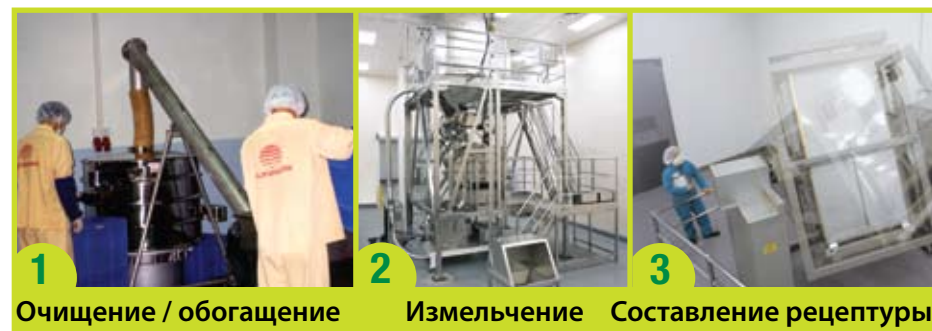 1
2
3
Очищение / обогащение
Измельчение
Составление рецептуры